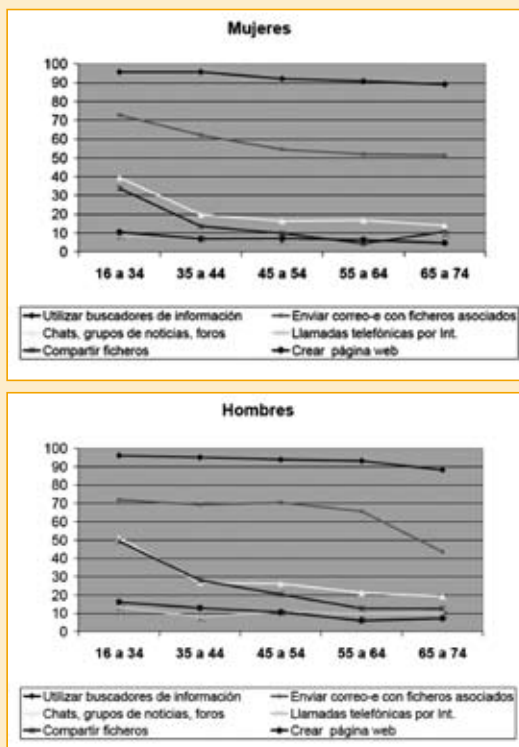 Mujeres
100
90
80
70
60
50
40
30
20
10
0
16 a 34 35 a 44 45 a 54 55 a 64 65 a 74
Utilizar buscadores de información Enviar correo-e con ficheros asociados
Chats, grupos de noticias, foros Llamadas telefónicas por Int.
Compartir ficheros Crear página web
Hombres
100
90
80
70
60
50
40
30
20
10
0
16 a 34 35 a 44 45 a 54 55 a 64 65 a 74
Utilizar buscadores de información Enviar correo-e con ficheros asociados
Chats, grupos de noticias, foros Llamadas telefónicas por Int.
Compartir ficheros Crear página web